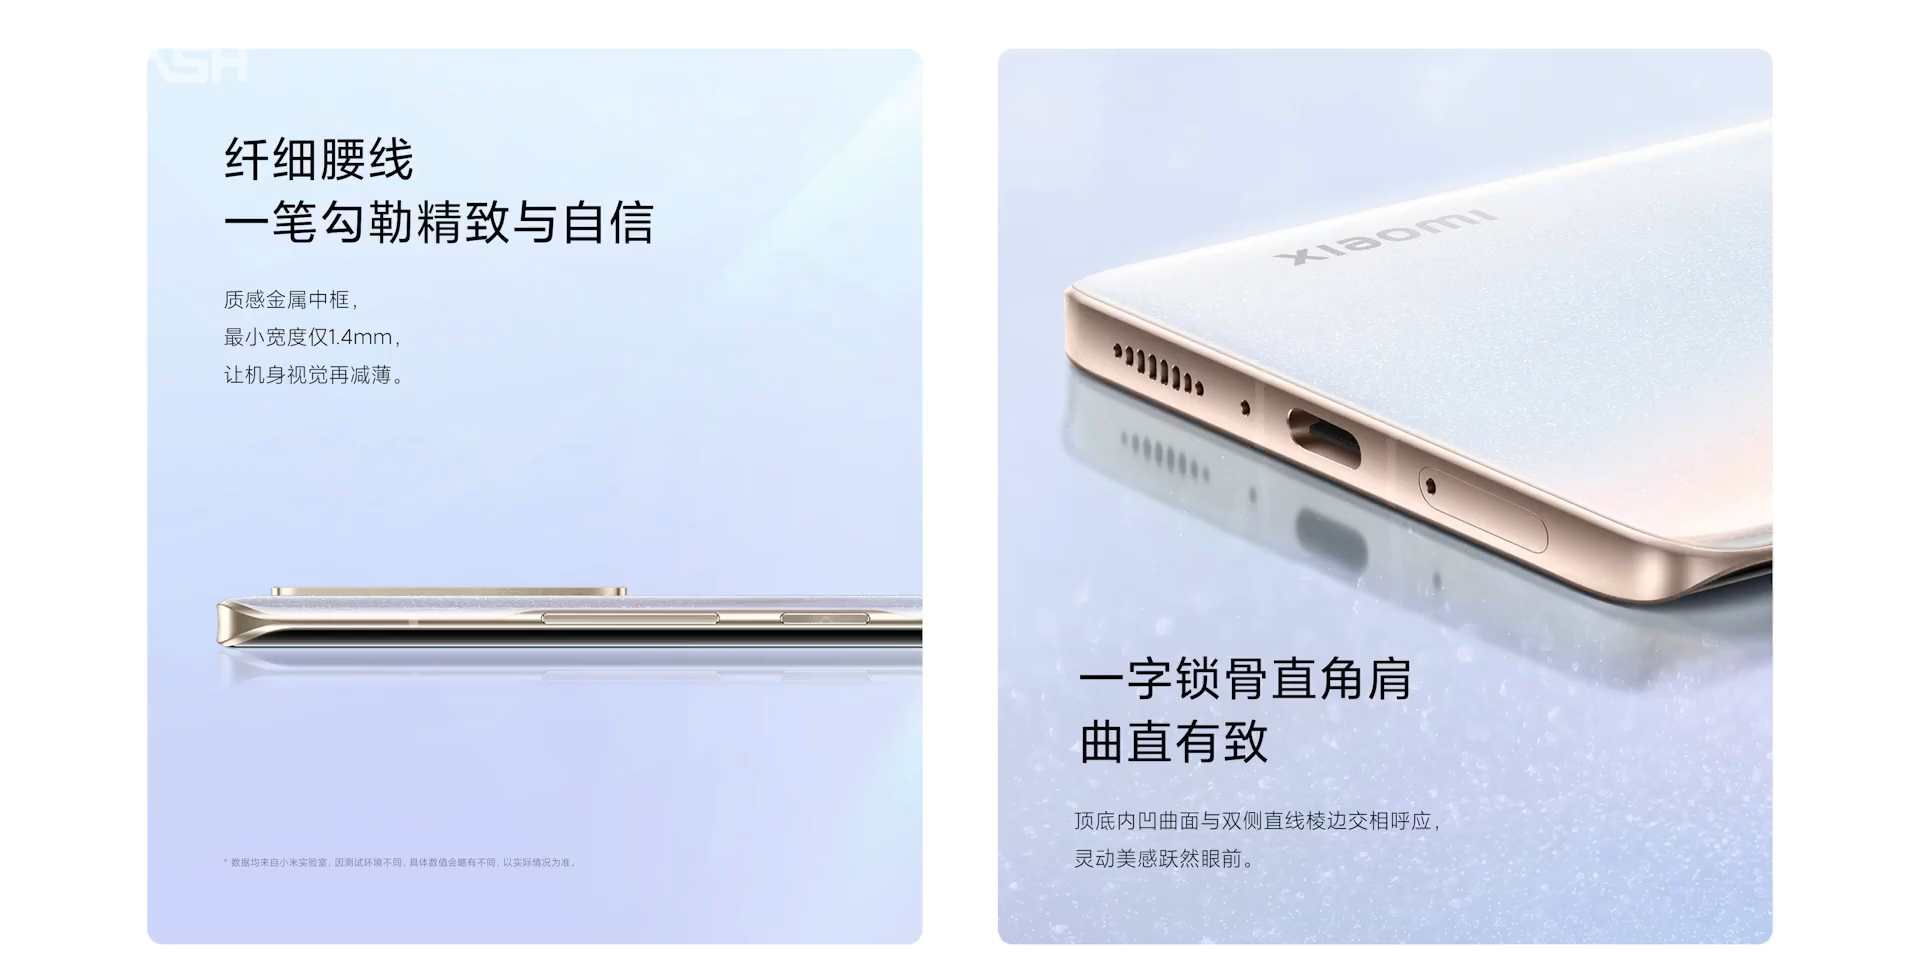 纤细腰线
一笔勾勒精致与自信
质感金属中框，
最小宽度仅1.4mm，
让机身视觉再减薄。
* 数据均来自小米实验室，因测试环境不同，具体数值会略有不同，以实际情况为准。
xiaomi
一字锁骨直角肩
曲直有致
顶底内凹曲面与双侧直线棱边交相呼应，
灵动美感跃然眼前。